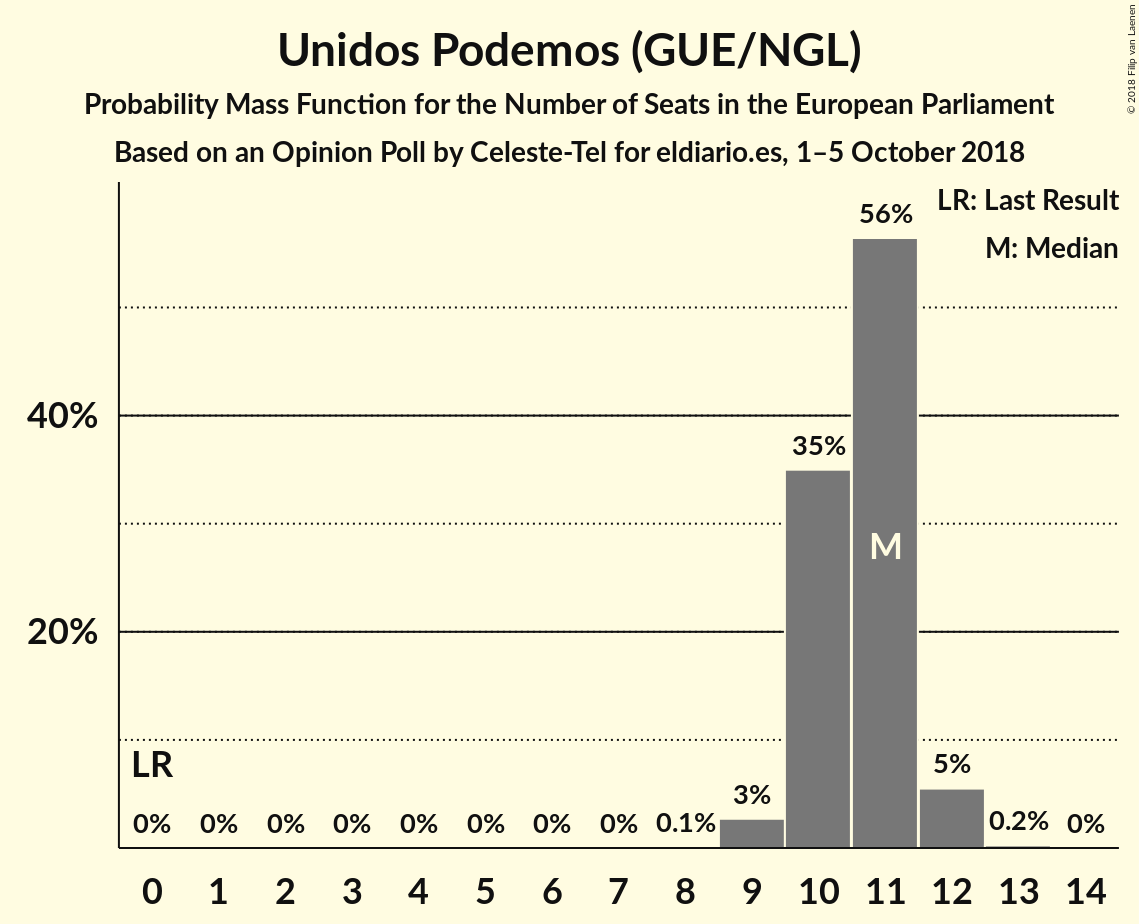 Unidos Podemos (GUE/NGL)
Probability Mass Function for the Number of Seats in the European Parliament
Based on an Opinion Poll by Celeste-Tel for eldiario.es, 1–5 October 2018
© 2018 Filip van Laenen
LR: Last Result
M: Median
56%
40%
35%
M
20%
LR
5%
3%
0% 0% 0% 0% 0% 0% 0% 0% 0.1% 0.2% 0%
0 1 2 3 4 5 6 7 8 9 10 11 12 13 14